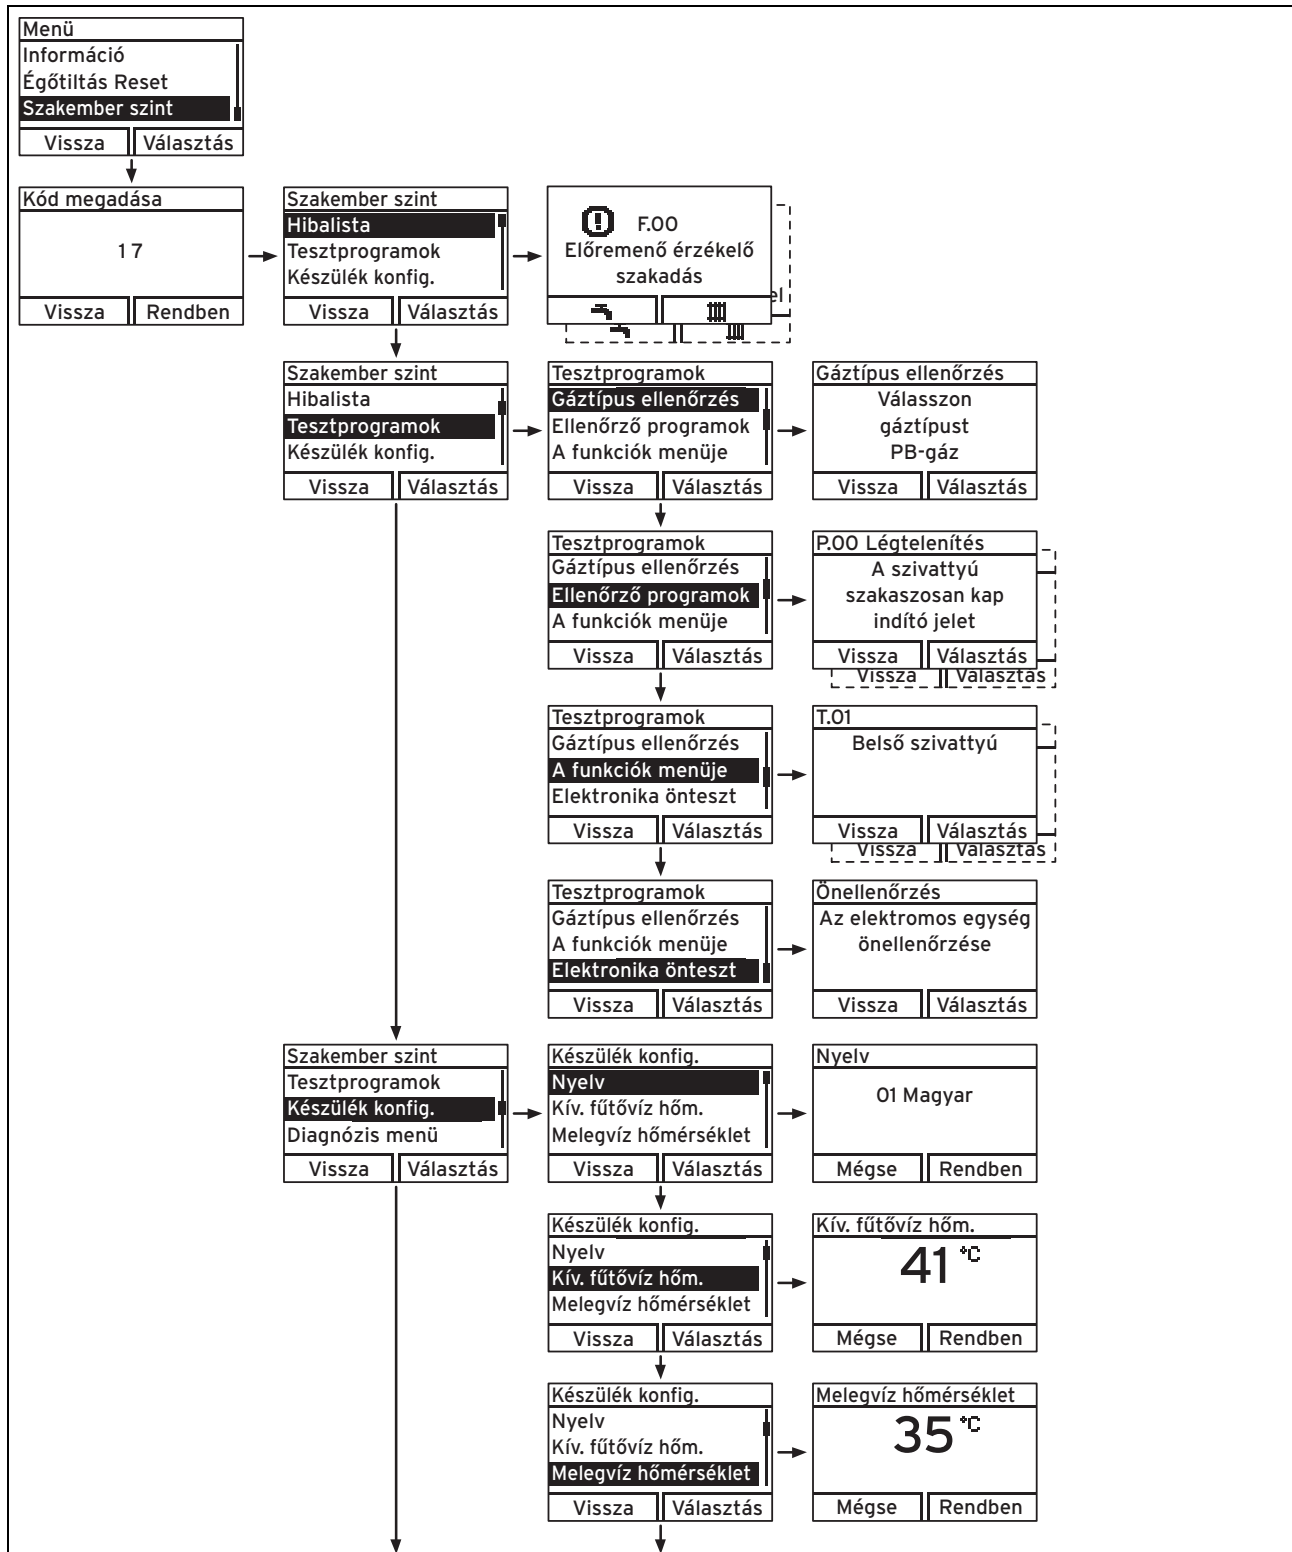 Menü
Információ
Égőtiltás Reset
Szakember szint
Vissza Választás
Kód megadása
17
Vissza Rendben
Szakember szint
Hibalista
Tesztprogramok
Készülék konfig.
Vissza Választás
F.00
Előremenő érzékelő
szakadás
el
Szakember szint
Hibalista
Tesztprogramok
Készülék konfig.
Vissza Választás
Tesztprogramok
Gáztípus ellenőrzés
Ellenőrző programok
A funkciók menüje
Vissza Választás
Gáztípus ellenőrzés
Válasszon
gáztípust
PB-gáz
Vissza Választás
Tesztprogramok
Gáztípus ellenőrzés
Ellenőrző programok
A funkciók menüje
Vissza Választás
P.00 Légtelenítés
A szivattyú
szakaszosan kap
indító jelet
Vissza Választás
Vissza Választás
Tesztprogramok
Gáztípus ellenőrzés
A funkciók menüje
Elektronika önteszt
Vissza Választás
T.01
Belső szivattyú
Vissza Választás
Vissza Választás
Tesztprogramok
Gáztípus ellenőrzés
A funkciók menüje
Elektronika önteszt
Vissza Választás
Önellenőrzés
Az elektromos egység
önellenőrzése
Vissza Választás
Szakember szint
Tesztprogramok
Készülék konfig.
Diagnózis menü
Vissza Választás
Készülék konfig.
Nyelv
Kív. fűtővíz hőm.
Melegvíz hőmérséklet
Vissza Választás
Nyelv
01 Magyar
Mégse Rendben
Készülék konfig.
Nyelv
Kív. fűtővíz hőm.
Melegvíz hőmérséklet
Vissza Választás
Kív. fűtővíz hőm.
41 °C
Mégse Rendben
Készülék konfig.
Nyelv
Kív. fűtővíz hőm.
Melegvíz hőmérséklet
Vissza Választás
Melegvíz hőmérséklet
35 °C
Mégse Rendben